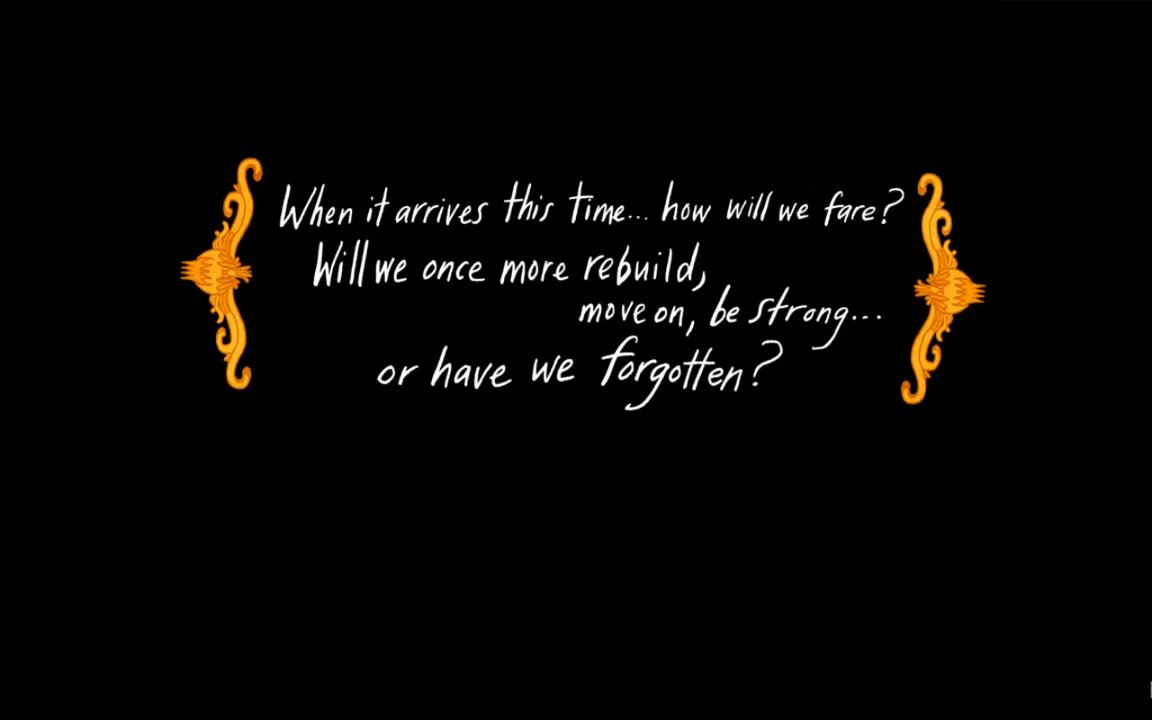 When it arrives this time... how will we fare?
Will we once more rebuild,
move on, be strong...
or have we forgotten?